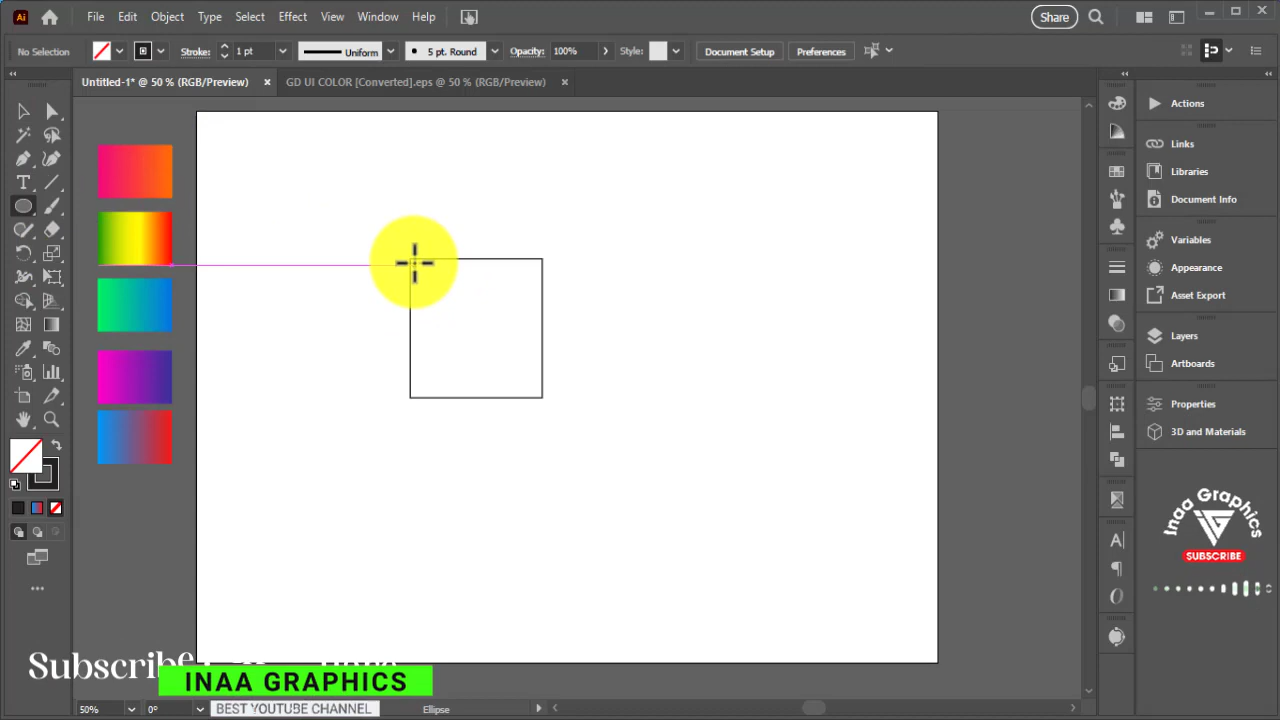 Ai File Edit Object Type Select Effect View Window Help Share
No Selection Stroke: 1 pt Uniform 5 pt. Round Opacity: 100% Style: Document Setup Preferences
Untitled-1* @ 50 % (RGB/Preview) × GD UI COLOR [Converted].eps @ 50 % (RGB/Preview) ×
Actions
Links
Libraries
Document Info
Variables
Appearance
Asset Export
Layers
Artboards
Properties
3D and Materials
Inaa Graphics
SUBSCRIBE
Subscribe
INAA GRAPHICS
50% 0° BEST YOUTUBE CHANNEL Ellipse